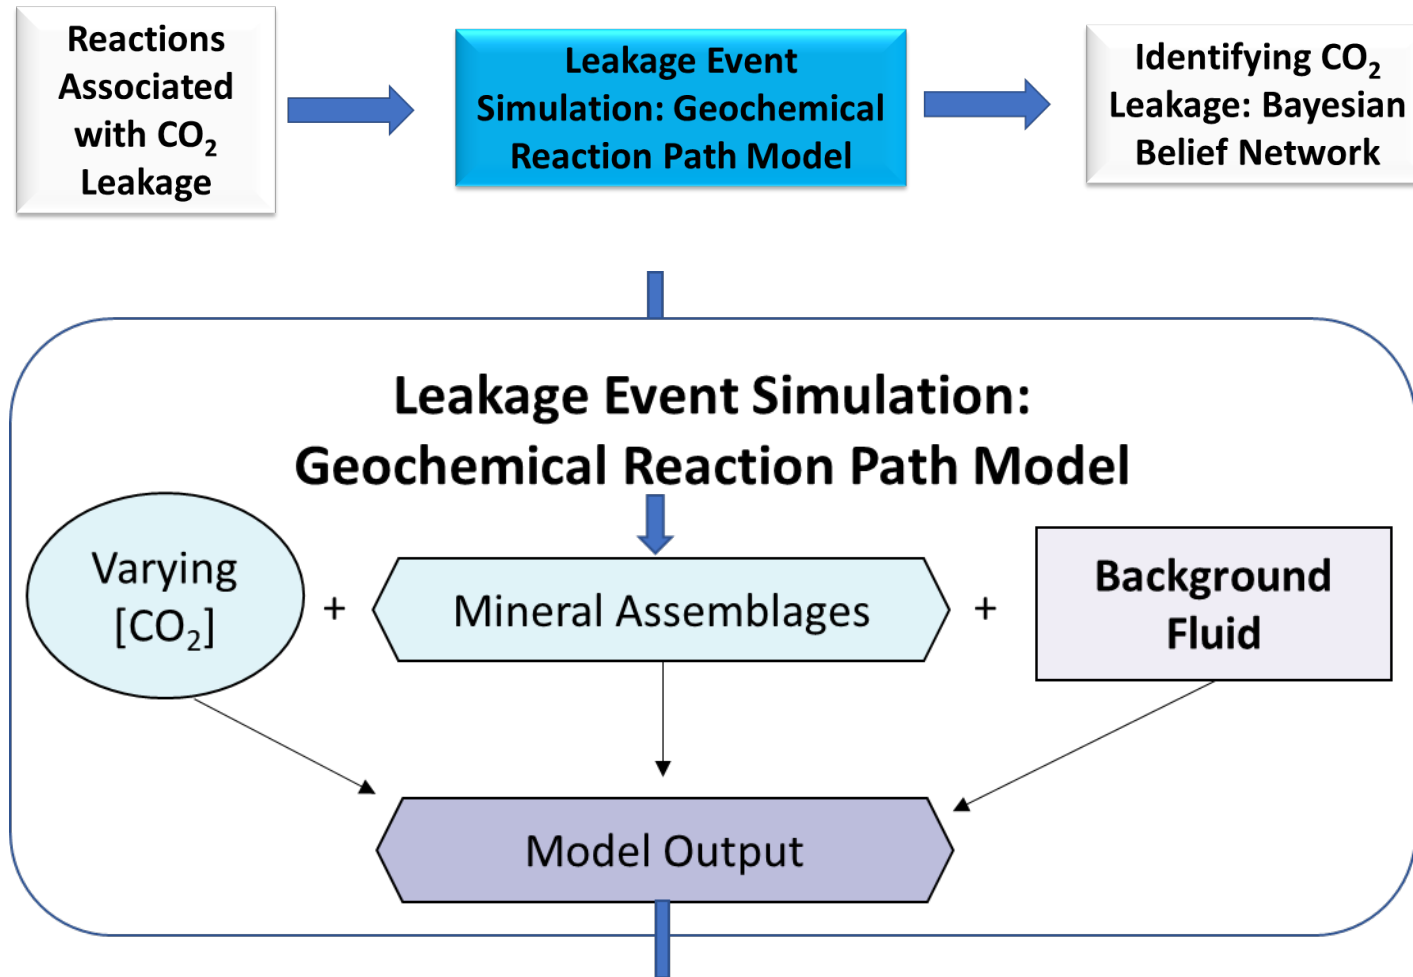 Reactions
Associated
with CO₂
Leakage
Leakage Event
Simulation: Geochemical
Reaction Path Model
Identifying CO₂
Leakage: Bayesian
Belief Network
Leakage Event Simulation:
Geochemical Reaction Path Model
Varying
[CO₂]
+
Mineral Assemblages
+
Background
Fluid
Model Output